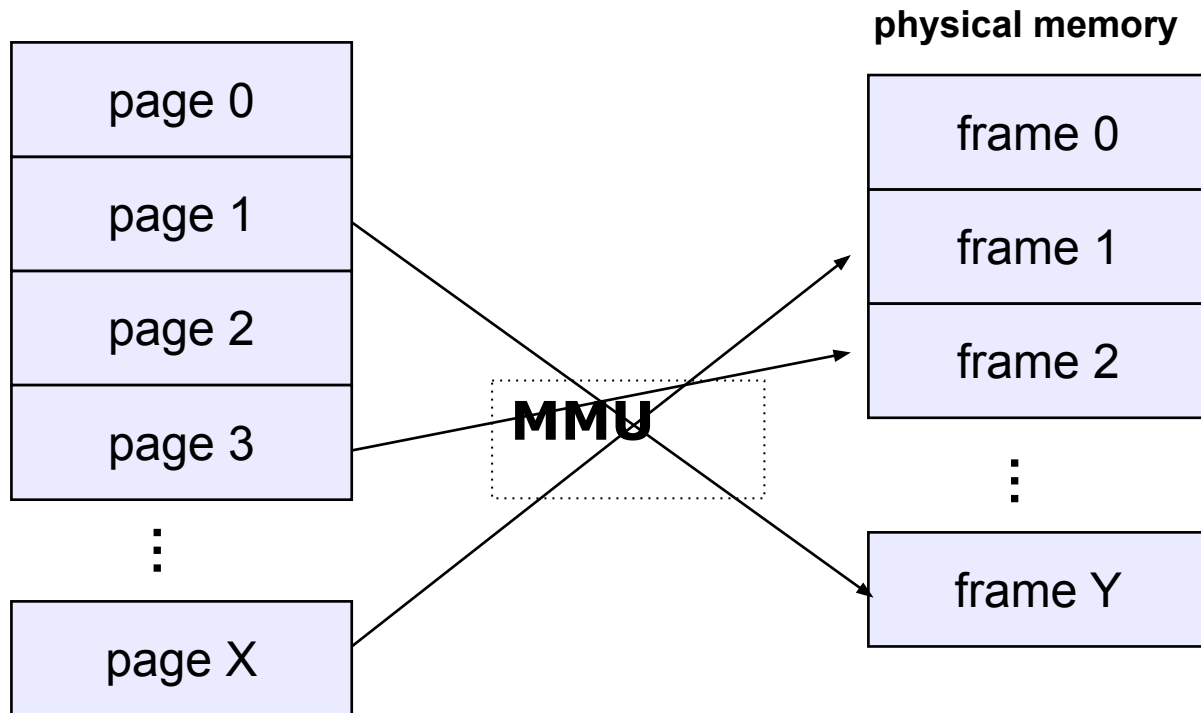 page 0
page 1
page 2
page 3
⋮
page X
MMU
physical memory
frame 0
frame 1
frame 2
⋮
frame Y